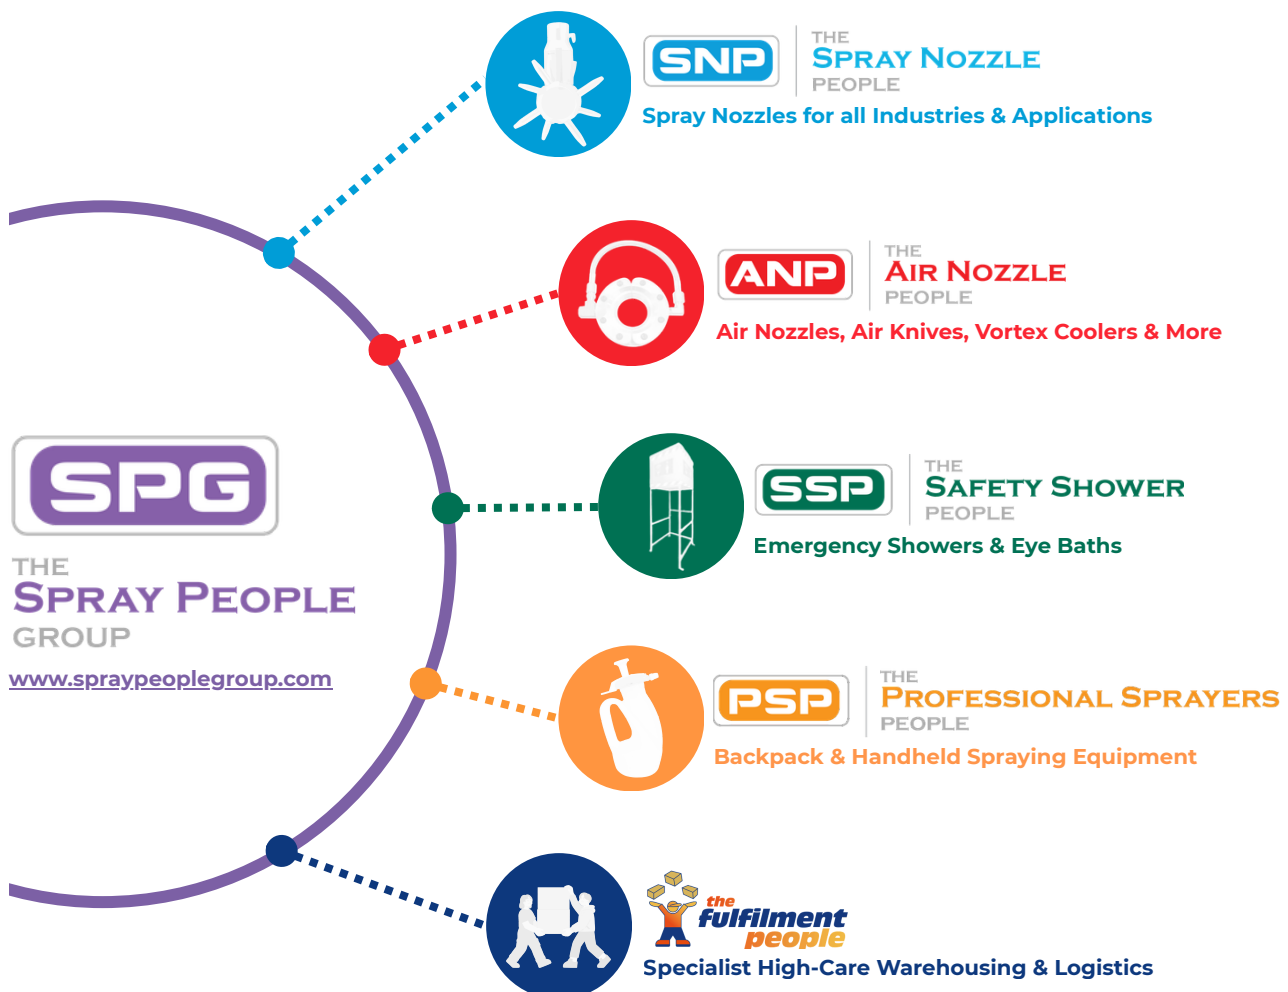 SNP
THE
SPRAY NOZZLE
PEOPLE
Spray Nozzles for all Industries & Applications
ANP
THE
AIR NOZZLE
PEOPLE
Air Nozzles, Air Knives, Vortex Coolers & More
SPG
THE
SPRAY PEOPLE
GROUP
www.spraypeoplegroup.com
SSP
THE
SAFETY SHOWER
PEOPLE
Emergency Showers & Eye Baths
PSP
THE
PROFESSIONAL SPRAYERS
PEOPLE
Backpack & Handheld Spraying Equipment
the
fulfilment
people
Specialist High-Care Warehousing & Logistics